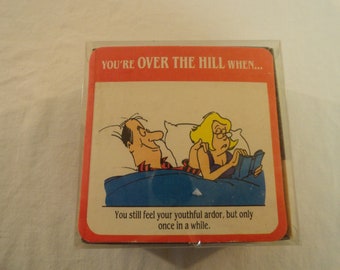 YOU'RE OVER THE HILL WHEN...
You still feel your youthful ardor, but only
once in a while.